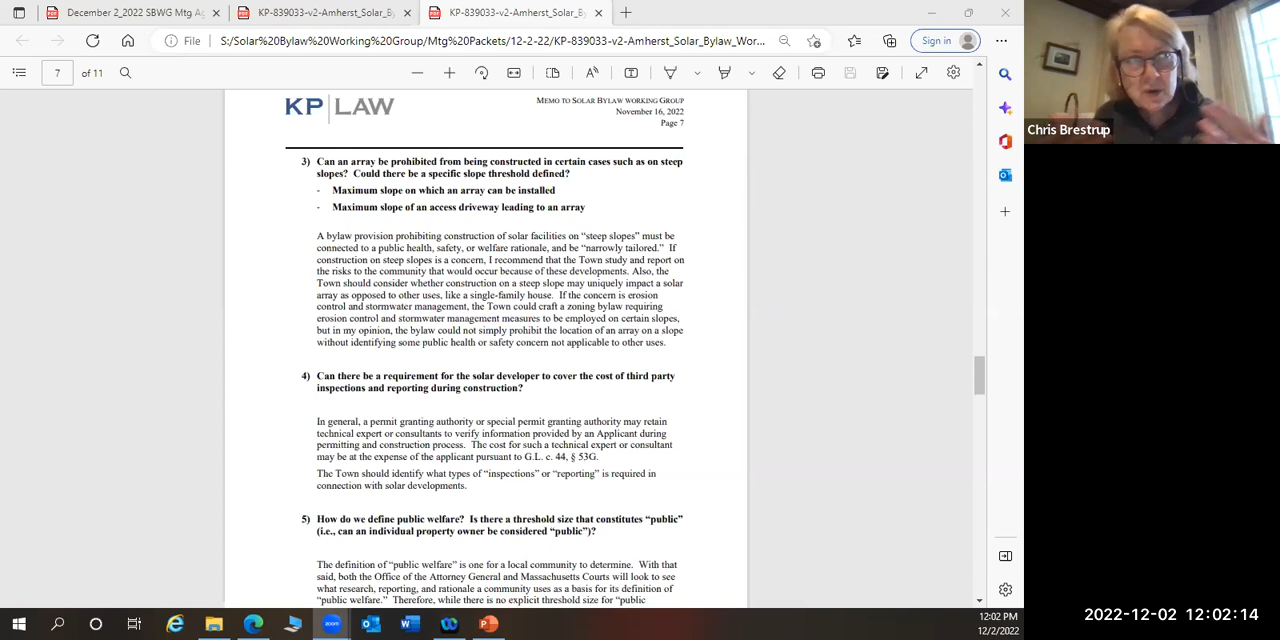 December 2_2022 SBWG Mtg Ag
KP-839033-v2-Amherst_Solar_B
KP-839033-v2-Amherst_Solar_B
File
S:/Solar%20Bylaw%20Working%20Group/Mtg%20Packets/12-2-22/KP-839033-v2-Amherst_Solar_Bylaw_Wor...
Sign in
7 of 11
KP LAW
MEMO TO SOLAR BYLAW WORKING GROUP
November 16, 2022
Page 7
3) Can an array be prohibited from being constructed in certain cases such as on steep
slopes? Could there be a specific slope threshold defined?
- Maximum slope on which an array can be installed
- Maximum slope of an access driveway leading to an array
A bylaw provision prohibiting construction of solar facilities on “steep slopes” must be
connected to a public health, safety, or welfare rationale, and be “narrowly tailored.” If
construction on steep slopes is a concern, I recommend that the Town study and report on
the risks to the community that would occur because of these developments. Also, the
Town should consider whether construction on a steep slope may uniquely impact a solar
array as opposed to other uses, like a single-family house. If the concern is erosion
control and stormwater management, the Town could craft a zoning bylaw requiring
erosion control and stormwater management measures to be employed on certain slopes,
but in my opinion, the bylaw could not simply prohibit the location of an array on a slope
without identifying some public health or safety concern not applicable to other uses.
4) Can there be a requirement for the solar developer to cover the cost of third party
inspections and reporting during construction?
In general, a permit granting authority or special permit granting authority may retain
technical expert or consultants to verify information provided by an Applicant during
permitting and construction process. The cost for such a technical expert or consultant
may be at the expense of the applicant pursuant to G.L. c. 44, § 53G.
The Town should identify what types of “inspections” or “reporting” is required in
connection with solar developments.
5) How do we define public welfare? Is there a threshold size that constitutes “public”
(i.e., can an individual property owner be considered “public”)?
The definition of “public welfare” is one for a local community to determine. With that
said, both the Office of the Attorney General and Massachusetts Courts will look to see
what research, reporting, and rationale a community uses as a basis for its definition of
“public welfare.” Therefore, while there is no explicit threshold size for “public
Chris Brestrup
zoom
12:02 PM
12/2/2022
2022-12-02 12:02:14